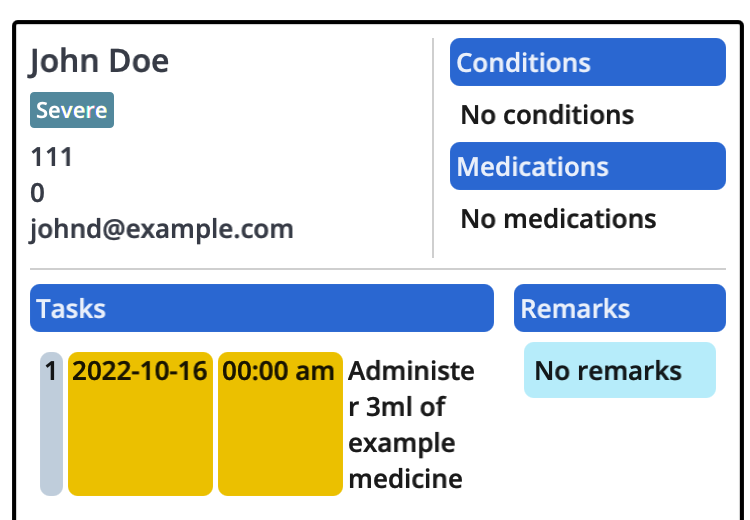 John Doe
Severe
111
0
johnd@example.com
Conditions
No conditions
Medications
No medications
Tasks
1 2022-10-16 00:00 am Administe
r 3ml of
example
medicine
Remarks
No remarks